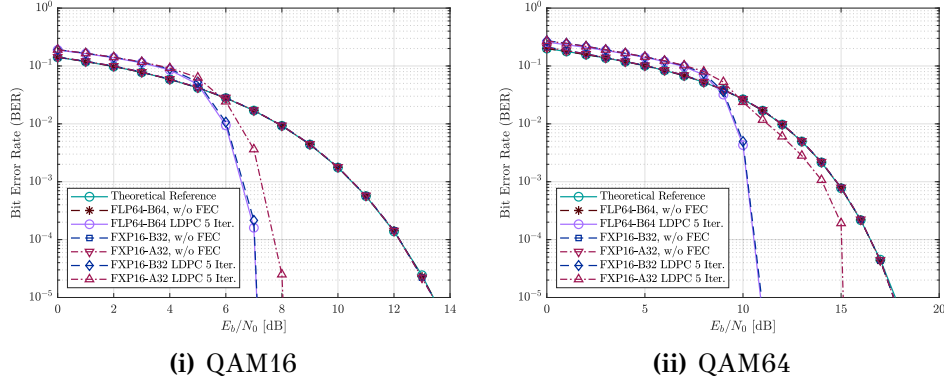 10^0
10^-1
10^-2
10^-3
10^-4
10^-5
Bit Error Rate (BER)
Theoretical Reference
FLP64-B64, w/o FEC
FLP64-B64 LDPC 5 Iter.
FXP16-B32, w/o FEC
FXP16-A32, w/o FEC
FXP16-B32 LDPC 5 Iter.
FXP16-A32 LDPC 5 Iter.
0 2 4 6 8 10 12 14
E_b/N_0 [dB]
(i) QAM16
10^0
10^-1
10^-2
10^-3
10^-4
10^-5
Bit Error Rate (BER)
Theoretical Reference
FLP64-B64, w/o FEC
FLP64-B64 LDPC 5 Iter.
FXP16-B32, w/o FEC
FXP16-A32, w/o FEC
FXP16-B32 LDPC 5 Iter.
FXP16-A32 LDPC 5 Iter.
0 5 10 15 20
E_b/N_0 [dB]
(ii) QAM64